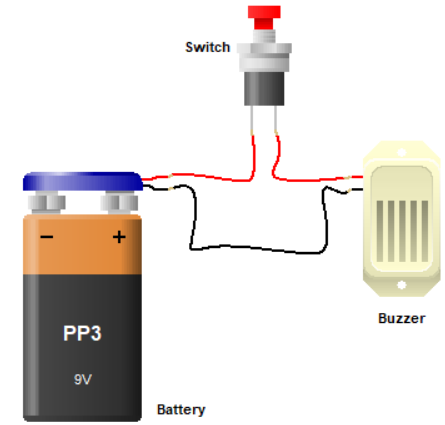 Switch
− +
PP3
9V
Buzzer
Battery